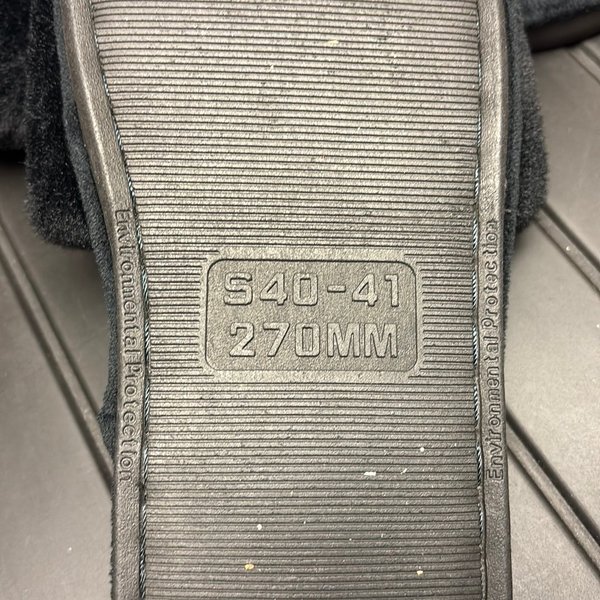 S40-41
270MM
Environmental Protection
Environmental Protection